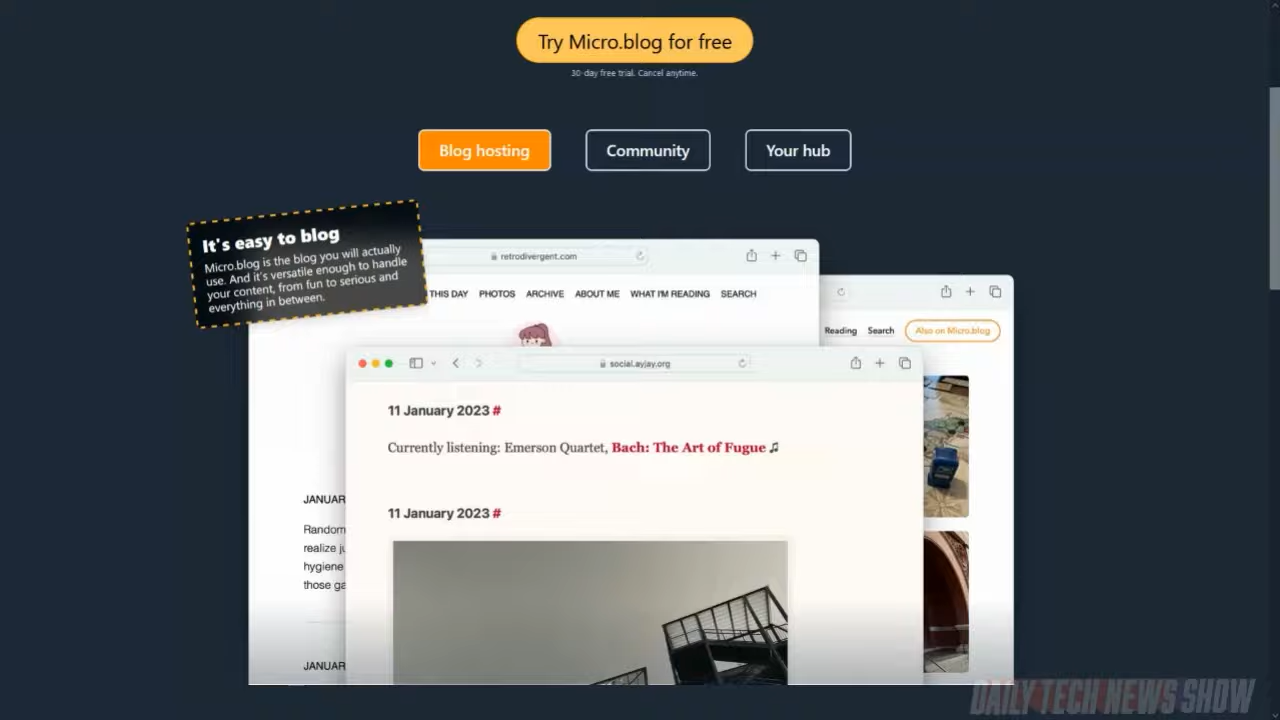 Try Micro.blog for free
30-day free trial. Cancel anytime.
Blog hosting
Community
Your hub
It's easy to blog
Micro.blog is the blog you will actually
use. And it's versatile enough to handle
your content, from fun to serious and
everything in between.
retrodivergent.com
THIS DAY PHOTOS ARCHIVE ABOUT ME WHAT I'M READING SEARCH
Reading Search Also on Micro.blog
social.ayjay.org
11 January 2023 #
Currently listening: Emerson Quartet, Bach: The Art of Fugue ♫
11 January 2023 #
JANUAR
Random
realize ju
hygiene
those ga
JANUAR
DAILY TECH NEWS SHOW